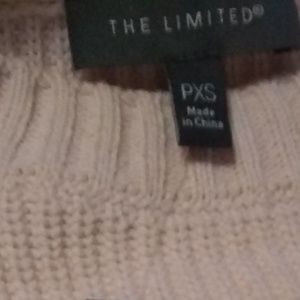 THE LIMITED®
PXS
Made
in China